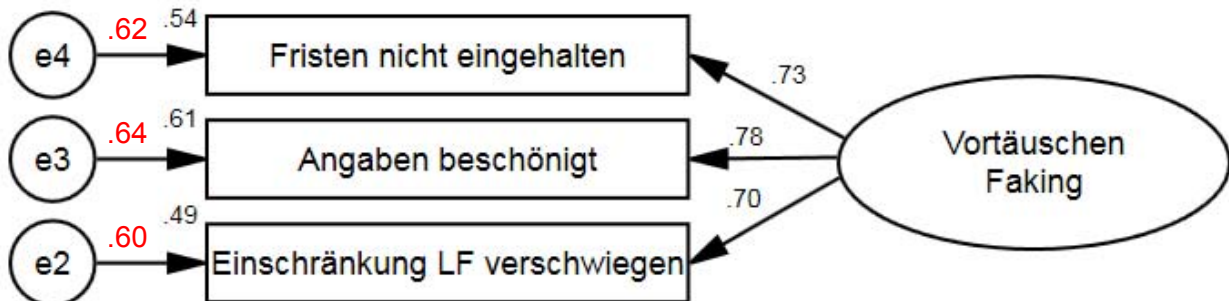 e4
.62
.54
Fristen nicht eingehalten
.73
e3
.64
.61
Angaben beschönigt
.78
Vortäuschen
Faking
e2
.60
.49
Einschränkung LF verschwiegen
.70